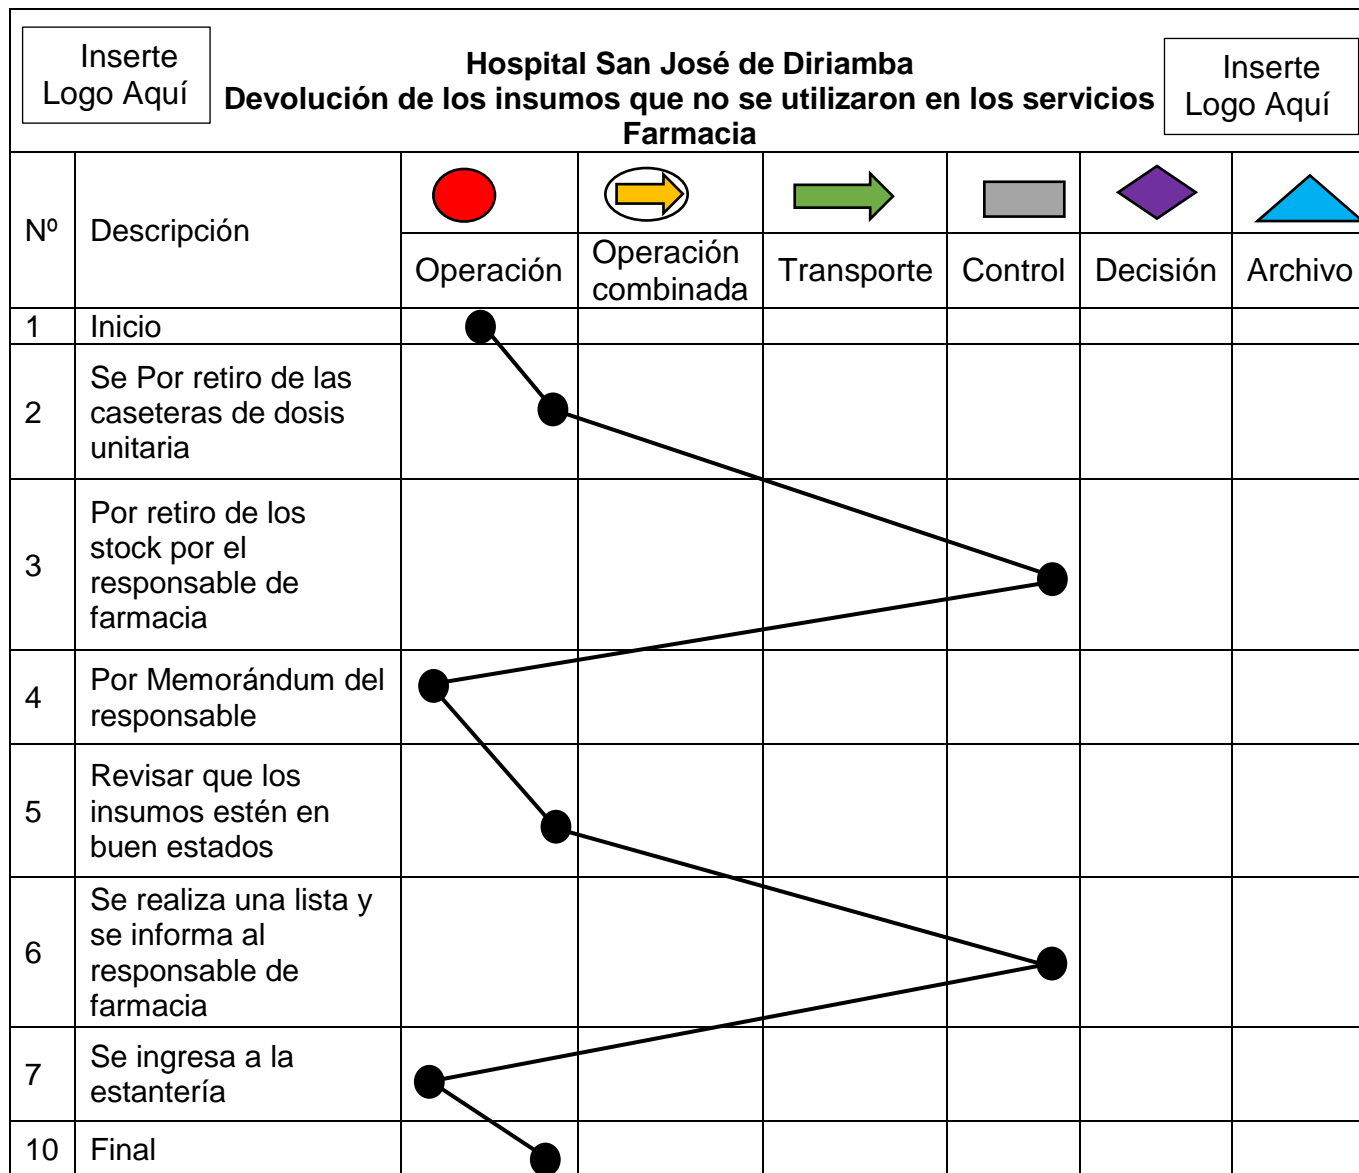 Inserte
Logo Aquí
Hospital San José de Diriamba
Devolución de los insumos que no se utilizaron en los servicios
Farmacia
Inserte
Logo Aquí
Nº
Descripción
Operación
Operación
combinada
Transporte
Control
Decisión
Archivo
1
Inicio
2
Se Por retiro de las
caseteras de dosis
unitaria
3
Por retiro de los
stock por el
responsable de
farmacia
4
Por Memorándum del
responsable
5
Revisar que los
insumos estén en
buen estados
6
Se realiza una lista y
se informa al
responsable de
farmacia
7
Se ingresa a la
estantería
10
Final